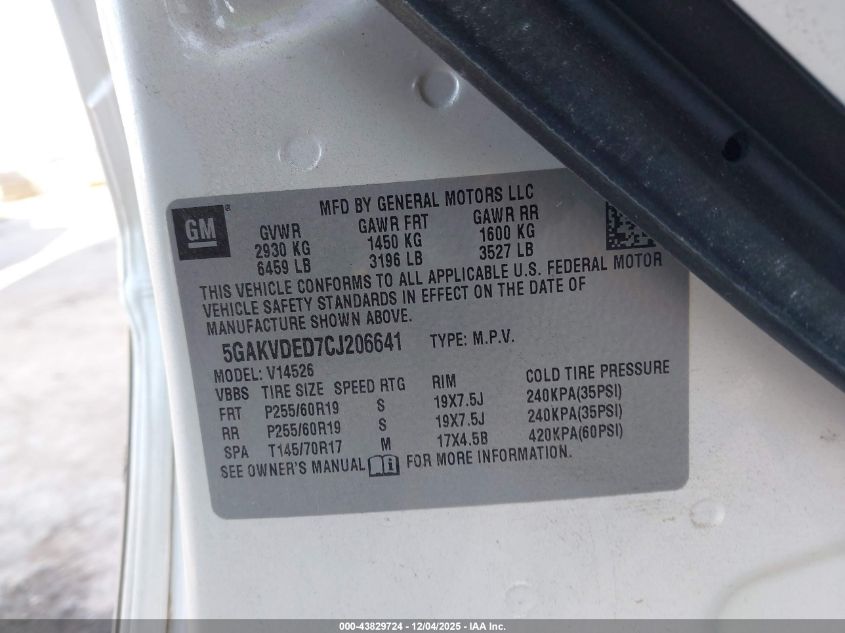 MFD BY GENERAL MOTORS LLC
GM ®
GVWR GAWR FRT GAWR RR
2930 KG 1450 KG 1600 KG
6459 LB 3196 LB 3527 LB
THIS VEHICLE CONFORMS TO ALL APPLICABLE U.S. FEDERAL MOTOR
VEHICLE SAFETY STANDARDS IN EFFECT ON THE DATE OF
MANUFACTURE SHOWN ABOVE.
5GAKVDED7CJ206641 TYPE: M.P.V.
MODEL: V14526
VBBS TIRE SIZE SPEED RTG RIM COLD TIRE PRESSURE
FRT P255/60R19 S 19X7.5J 240KPA(35PSI)
RR P255/60R19 S 19X7.5J 240KPA(35PSI)
SPA T145/70R17 M 17X4.5B 420KPA(60PSI)
SEE OWNER'S MANUAL i FOR MORE INFORMATION.
000-43829724 - 12/04/2025 - IAA Inc.